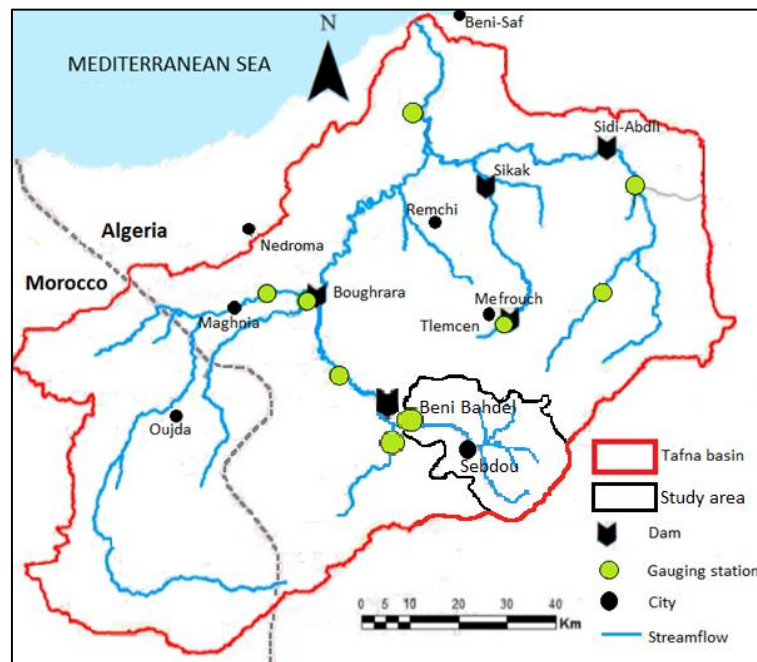 Beni-Saf
N
MEDITERRANEAN SEA
Sidi-Abdli
Sikak
Remchi
Algeria
Nedroma
Morocco
Boughrara
Mefrouch
Maghnia
Tlemcen
Beni Bahdel
Oujda
Sebdou
Tafna basin
Study area
Dam
Gauging station
City
Streamflow
0 5 10 20 30 40
Km